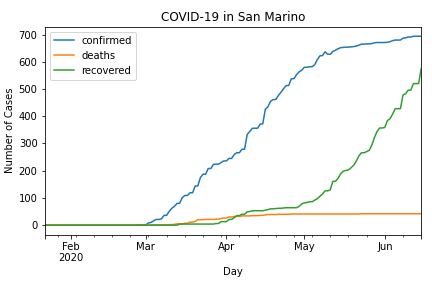 COVID-19 in San Marino
confirmed
deaths
recovered
Number of Cases
700
600
500
400
300
200
100
0
Feb
2020
Mar
Apr
May
Jun
Day